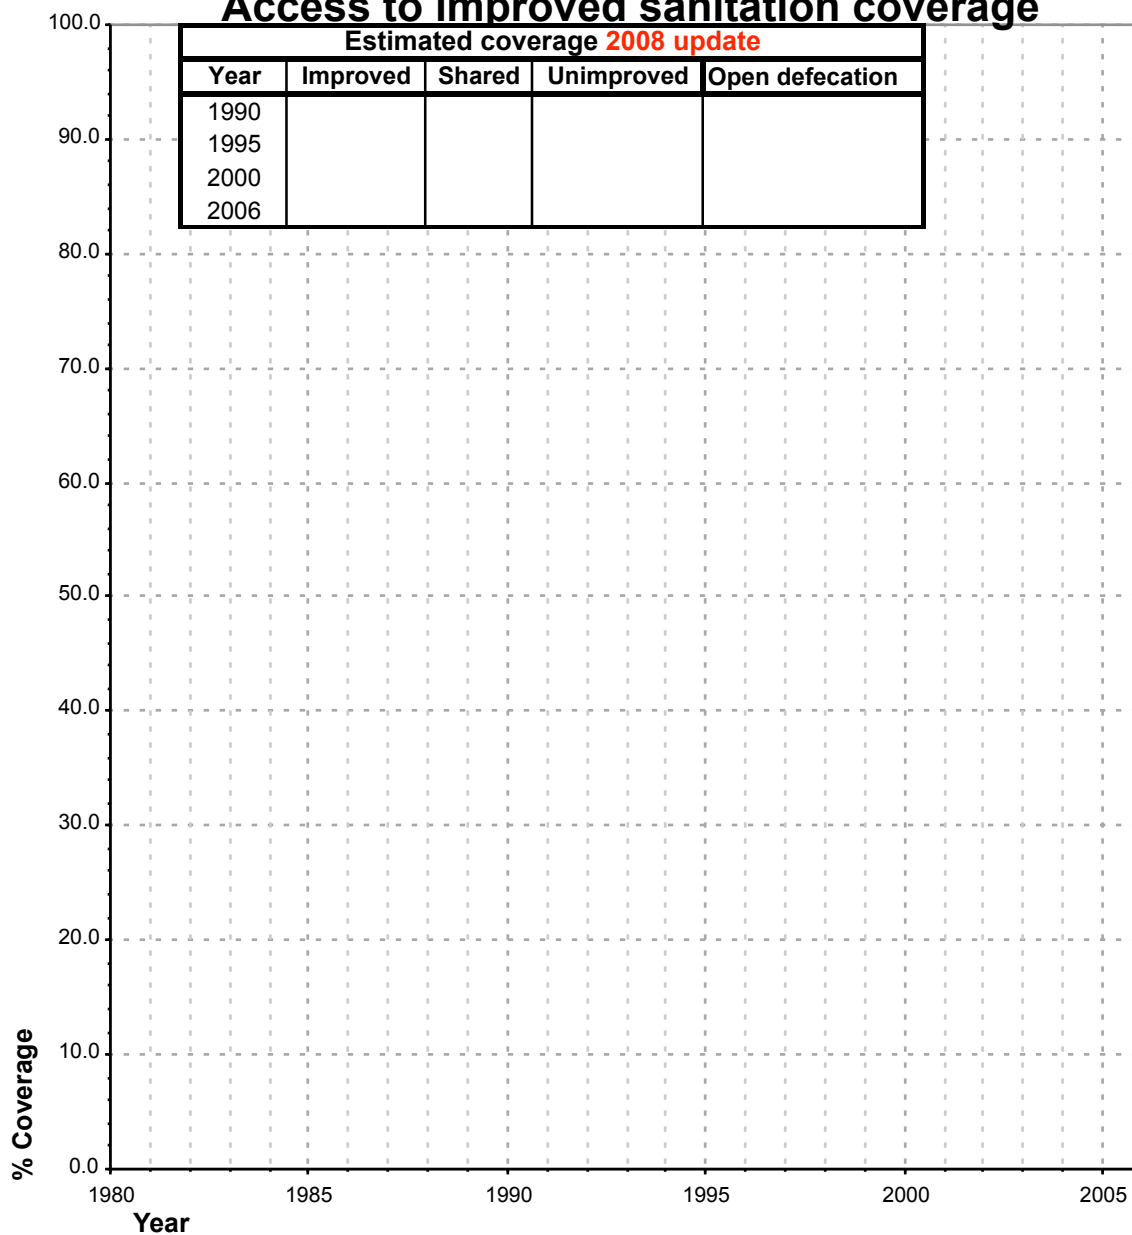 Access to improved sanitation coverage
Estimated coverage 2008 update
Year Improved Shared Unimproved Open defecation
1990
1995
2000
2006
100.0
90.0
80.0
70.0
60.0
50.0
40.0
30.0
20.0
10.0
0.0
% Coverage
1980 1985 1990 1995 2000 2005
Year